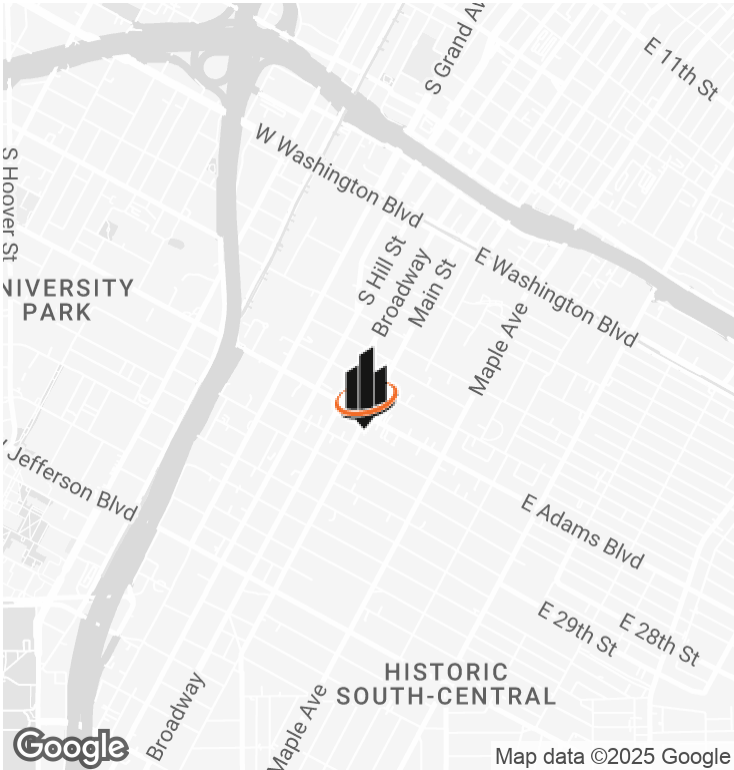 E 11th St
S Grand Av
W Washington Blvd
S Hoover St
S Hill St
Broadway
Main St
E Washington Blvd
NIVERSITY
PARK
Maple Ave
Jefferson Blvd
E Adams Blvd
E 29th St
E 28th St
HISTORIC
SOUTH-CENTRAL
Broadway
Maple Ave
Google
Map data ©2025 Google